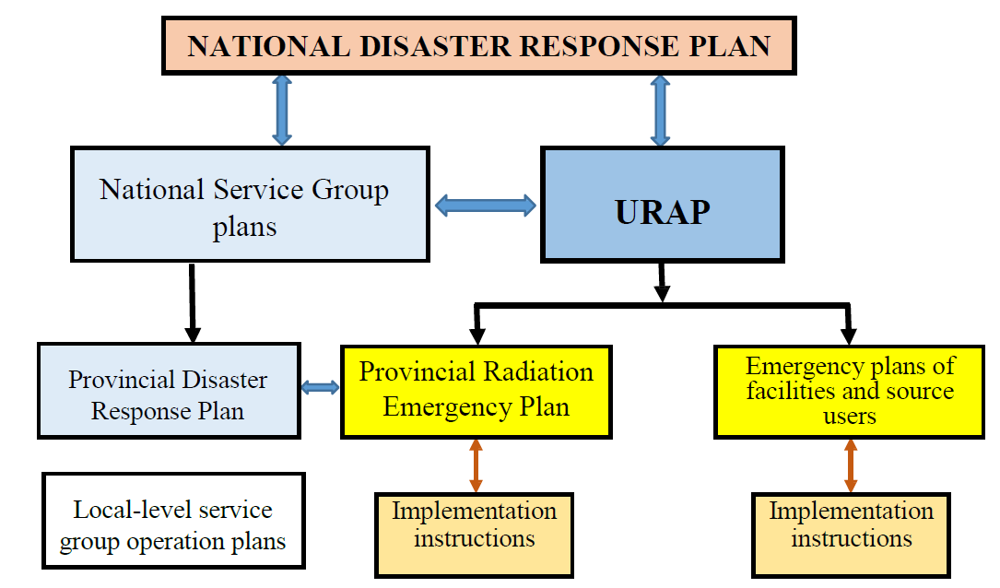 NATIONAL DISASTER RESPONSE PLAN
National Service Group
plans
URAP
Provincial Disaster
Response Plan
Provincial Radiation
Emergency Plan
Emergency plans of
facilities and source
users
Local-level service
group operation plans
Implementation
instructions
Implementation
instructions